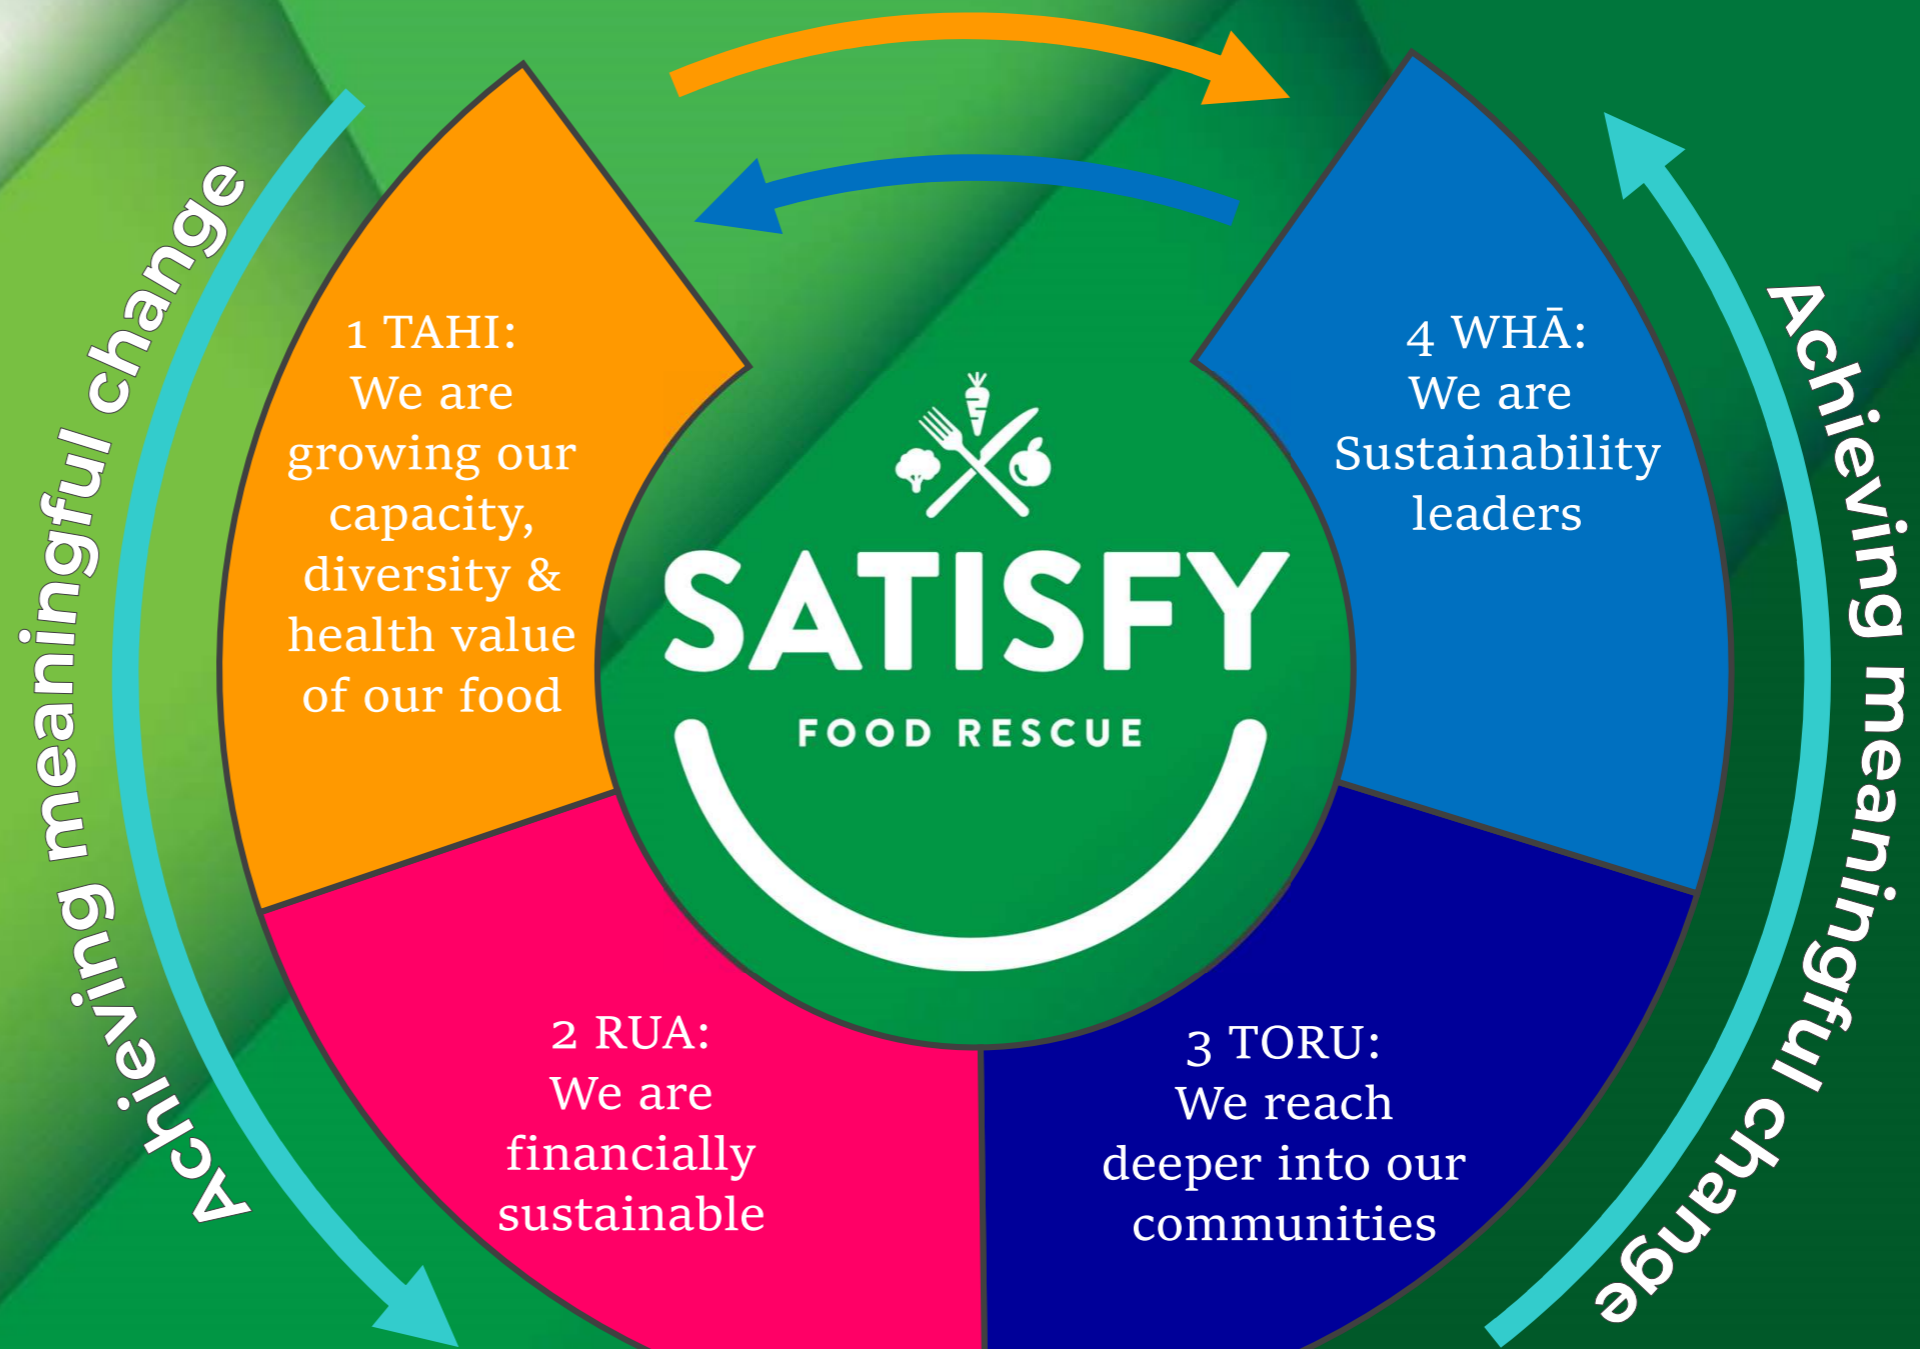 Achieving meaningful change
1 TAHI:
We are
growing our
capacity,
diversity &
health value
of our food
2 RUA:
We are
financially
sustainable
SATISFY
FOOD RESCUE
3 TORU:
We reach
deeper into our
communities
4 WHĀ:
We are
Sustainability
leaders
Achieving meaningful change